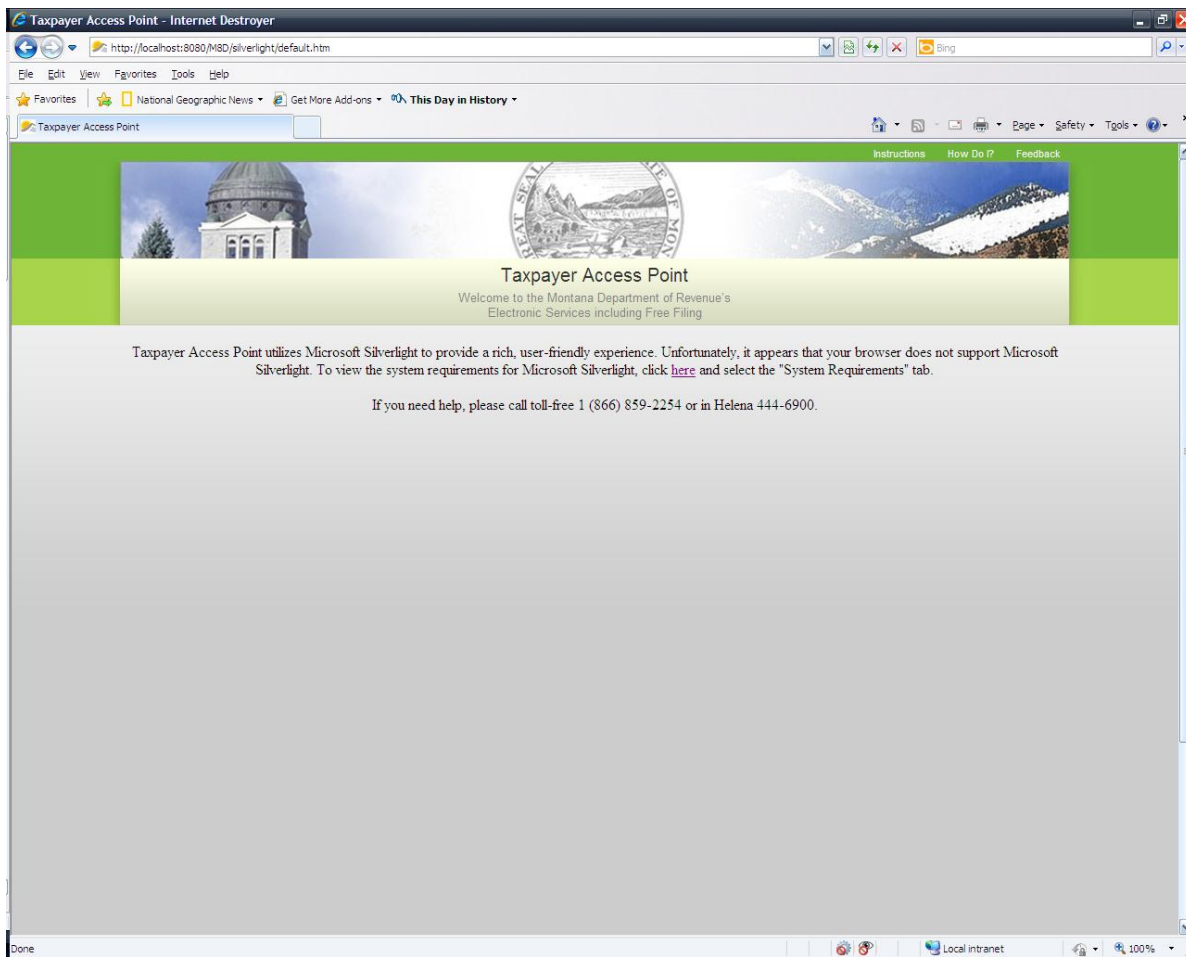 Taxpayer Access Point - Internet Destroyer
http://localhost:8080/M8D/silverlight/default.htm
Bing
File Edit View Favorites Tools Help
Favorites National Geographic News Get More Add-ons This Day in History
Taxpayer Access Point
Page Safety Tools
Instructions How Do I? Feedback
GREAT SEAL OF MON
Taxpayer Access Point
Welcome to the Montana Department of Revenue's
Electronic Services including Free Filing
Taxpayer Access Point utilizes Microsoft Silverlight to provide a rich, user-friendly experience. Unfortunately, it appears that your browser does not support Microsoft
Silverlight. To view the system requirements for Microsoft Silverlight, click here and select the "System Requirements" tab.
If you need help, please call toll-free 1 (866) 859-2254 or in Helena 444-6900.
Done Local intranet 100%